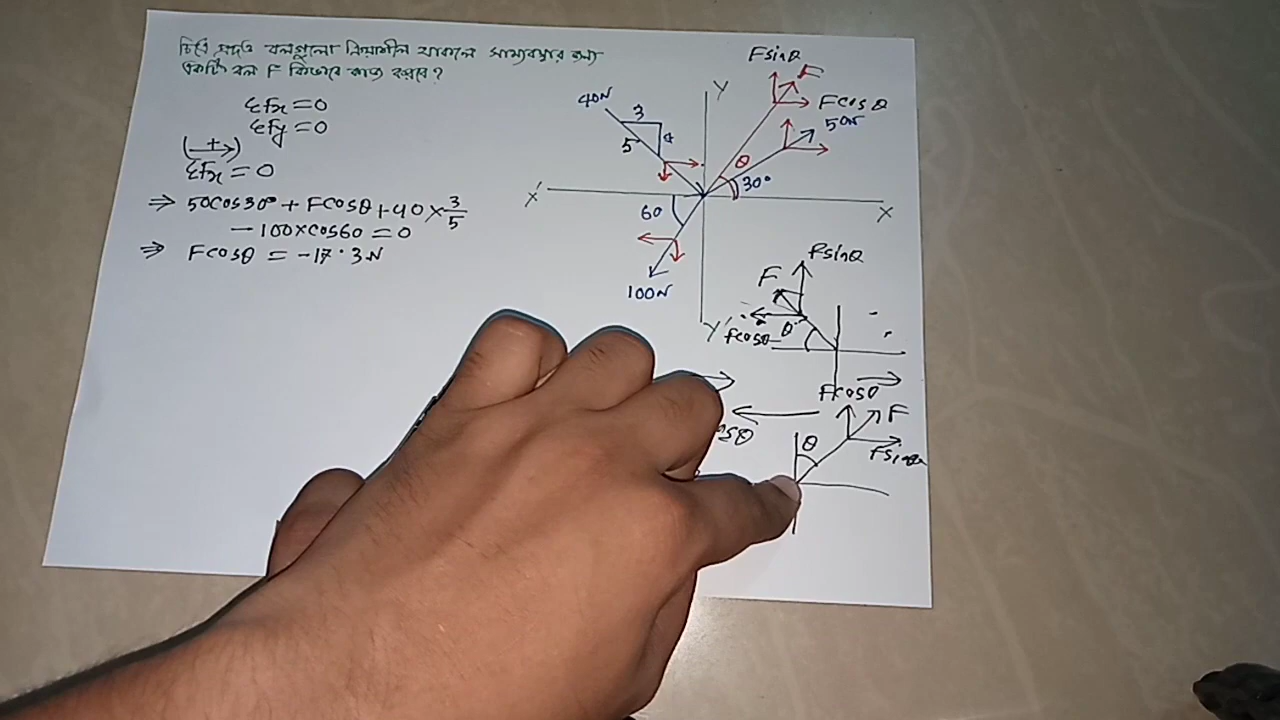 চিত্রে প্রদত্ত বলগুলো ক্রিয়াশীল থাকলে সাম্যাবস্থার জন্য
একটি বল F কিভাবে কাজ করবে?
ΣFx = 0
ΣFy = 0
(+→)
ΣFx = 0
⇒ 50cos30° + Fcosθ + 40 × 3/5
− 100×cos60 = 0
⇒ Fcosθ = −17.3N
Fsinθ
F
Fcosθ
50N
40N
3
4
5
Y
θ
30°
X'
X
60
100N
Y'
Fsinθ
F
Fcosθ
θ
Fcosθ
F
θ
Fsinθ